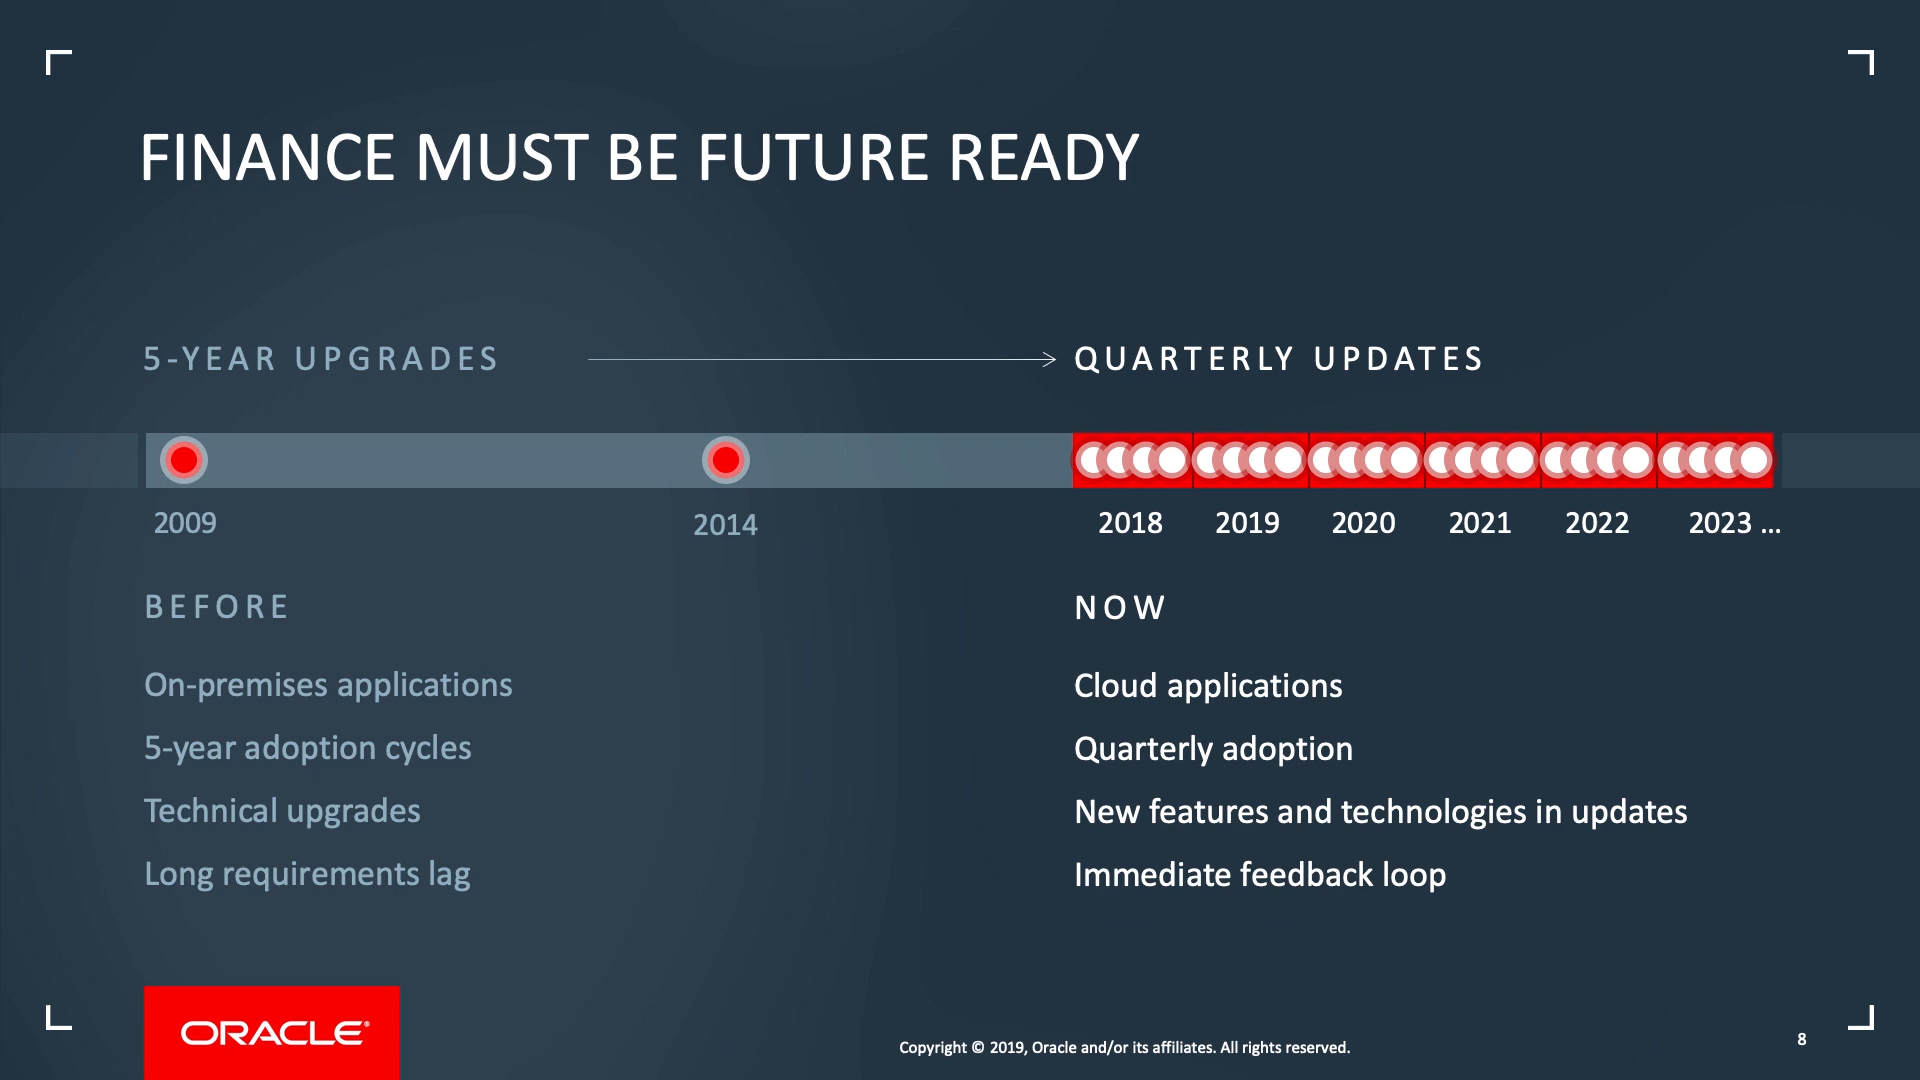 FINANCE MUST BE FUTURE READY
5-YEAR UPGRADES
QUARTERLY UPDATES
2009
2014
2018
2019
2020
2021
2022
2023 ...
BEFORE
On-premises applications
5-year adoption cycles
Technical upgrades
Long requirements lag
NOW
Cloud applications
Quarterly adoption
New features and technologies in updates
Immediate feedback loop
ORACLE®
Copyright © 2019, Oracle and/or its affiliates. All rights reserved.
8